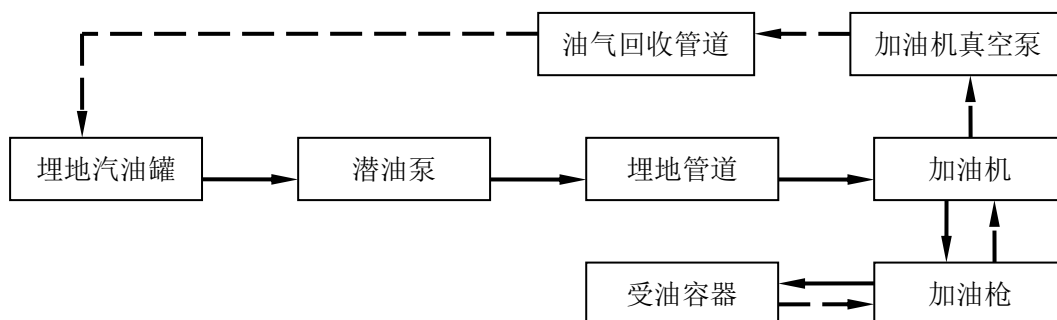 油气回收管道
加油机真空泵
埋地汽油罐
潜油泵
埋地管道
加油机
受油容器
加油枪